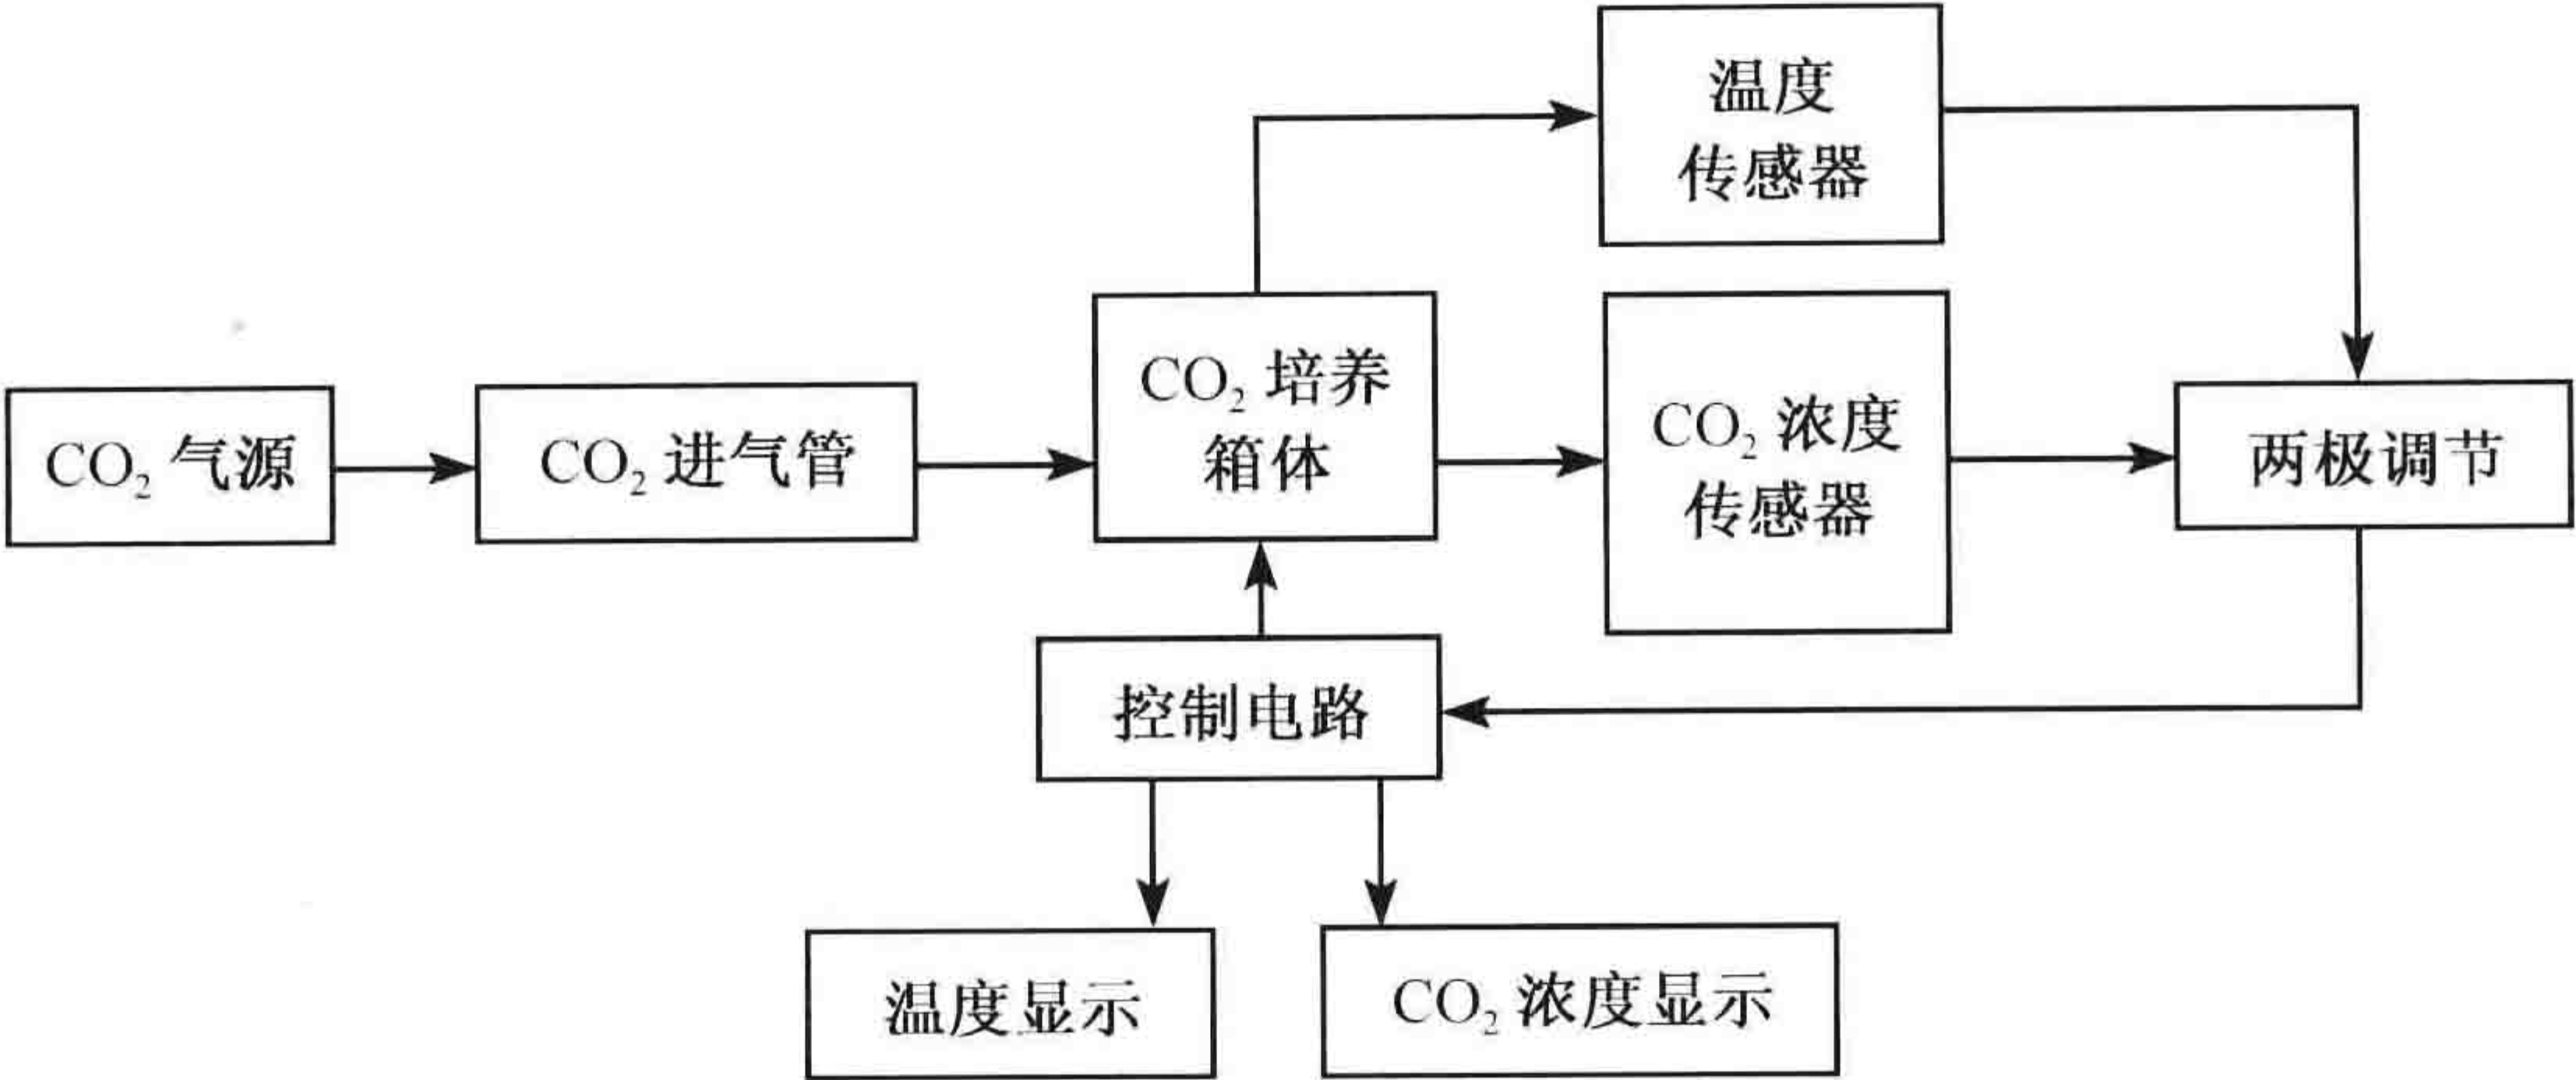 温度
传感器
CO₂ 气源
CO₂ 进气管
CO₂ 培养
箱体
CO₂ 浓度
传感器
两极调节
控制电路
温度显示
CO₂ 浓度显示